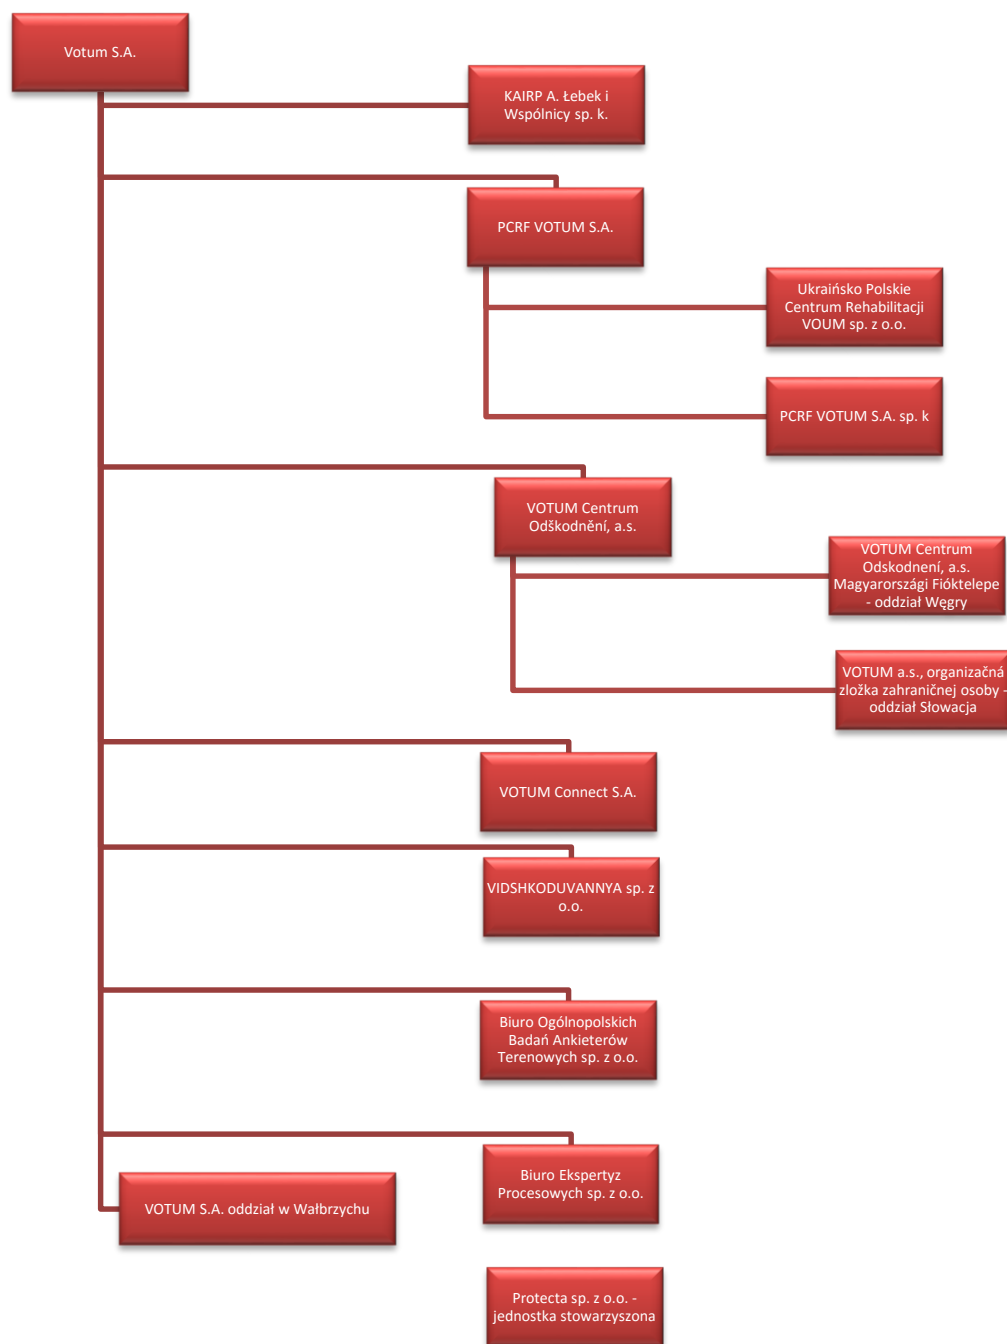 Votum S.A.
KAIRP A. Łebek i
Wspólnicy sp. k.
PCRF VOTUM S.A.
Ukraińsko Polskie
Centrum Rehabilitacji
VOUM sp. z o.o.
PCRF VOTUM S.A. sp. k
VOTUM Centrum
Odškodnění, a.s.
VOTUM Centrum
Odskodnení, a.s.
Magyarországi Fióktelepe
- oddział Węgry
VOTUM a.s., organizačná
zložka zahraničnej osoby -
oddział Słowacja
VOTUM Connect S.A.
VIDSHKODUVANNYA sp. z
o.o.
Biuro Ogólnopolskich
Badań Ankieterów
Terenowych sp. z o.o.
Biuro Ekspertyz
Procesowych sp. z o.o.
VOTUM S.A. oddział w Wałbrzychu
Protecta sp. z o.o. -
jednostka stowarzyszona